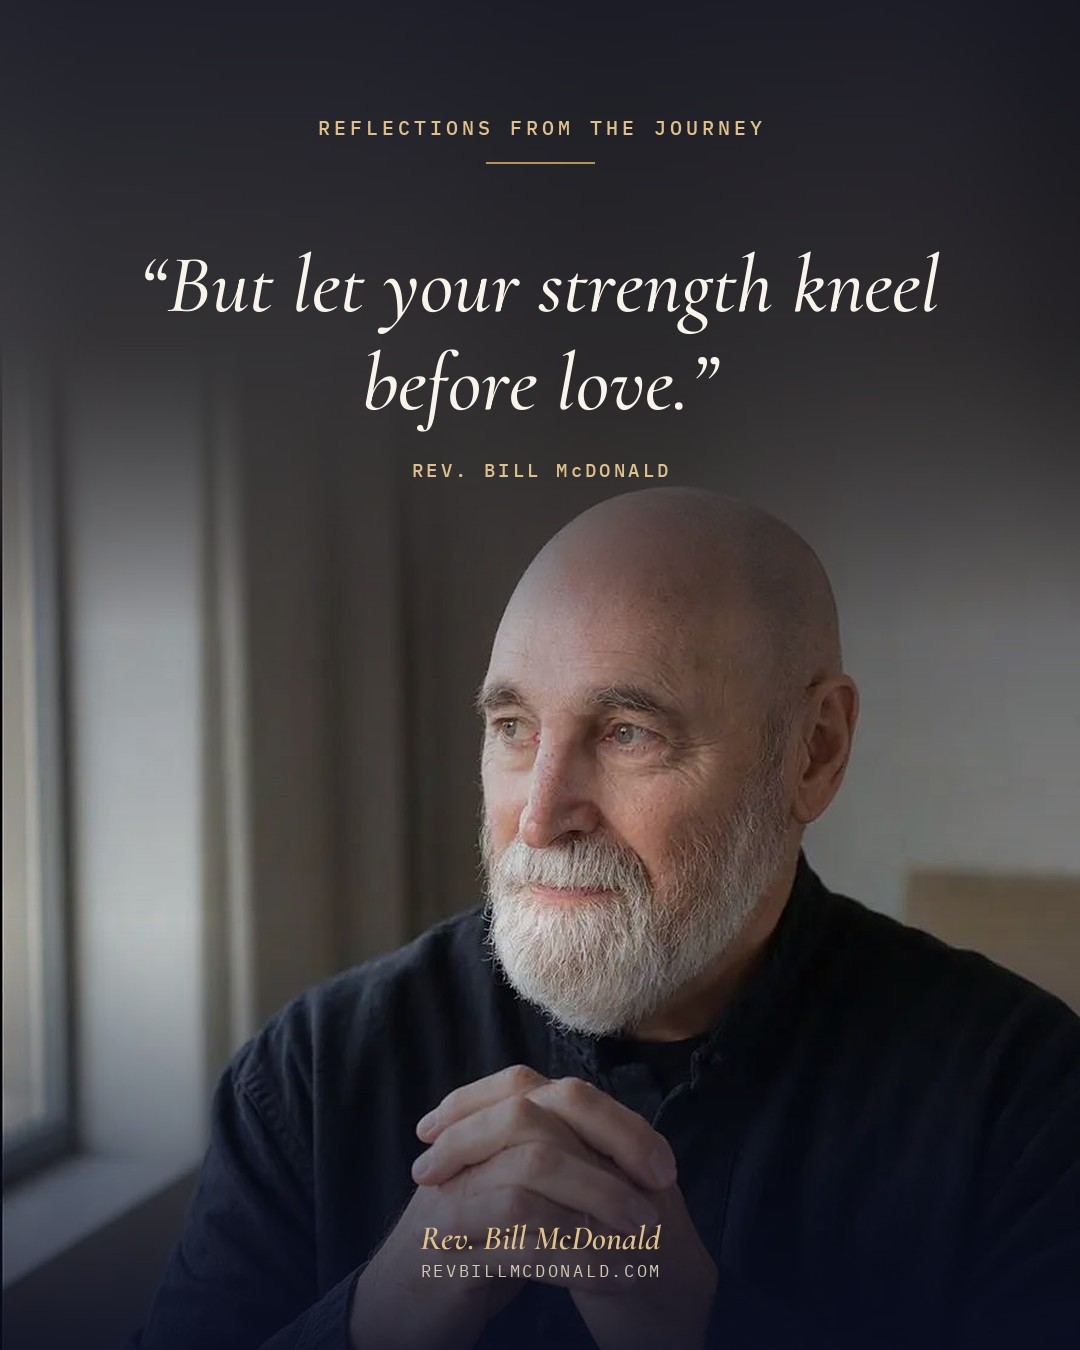 REFLECTIONS FROM THE JOURNEY
“But let your strength kneel
before love.”
REV. BILL McDONALD
Rev. Bill McDonald
REVBILLMCDONALD.COM